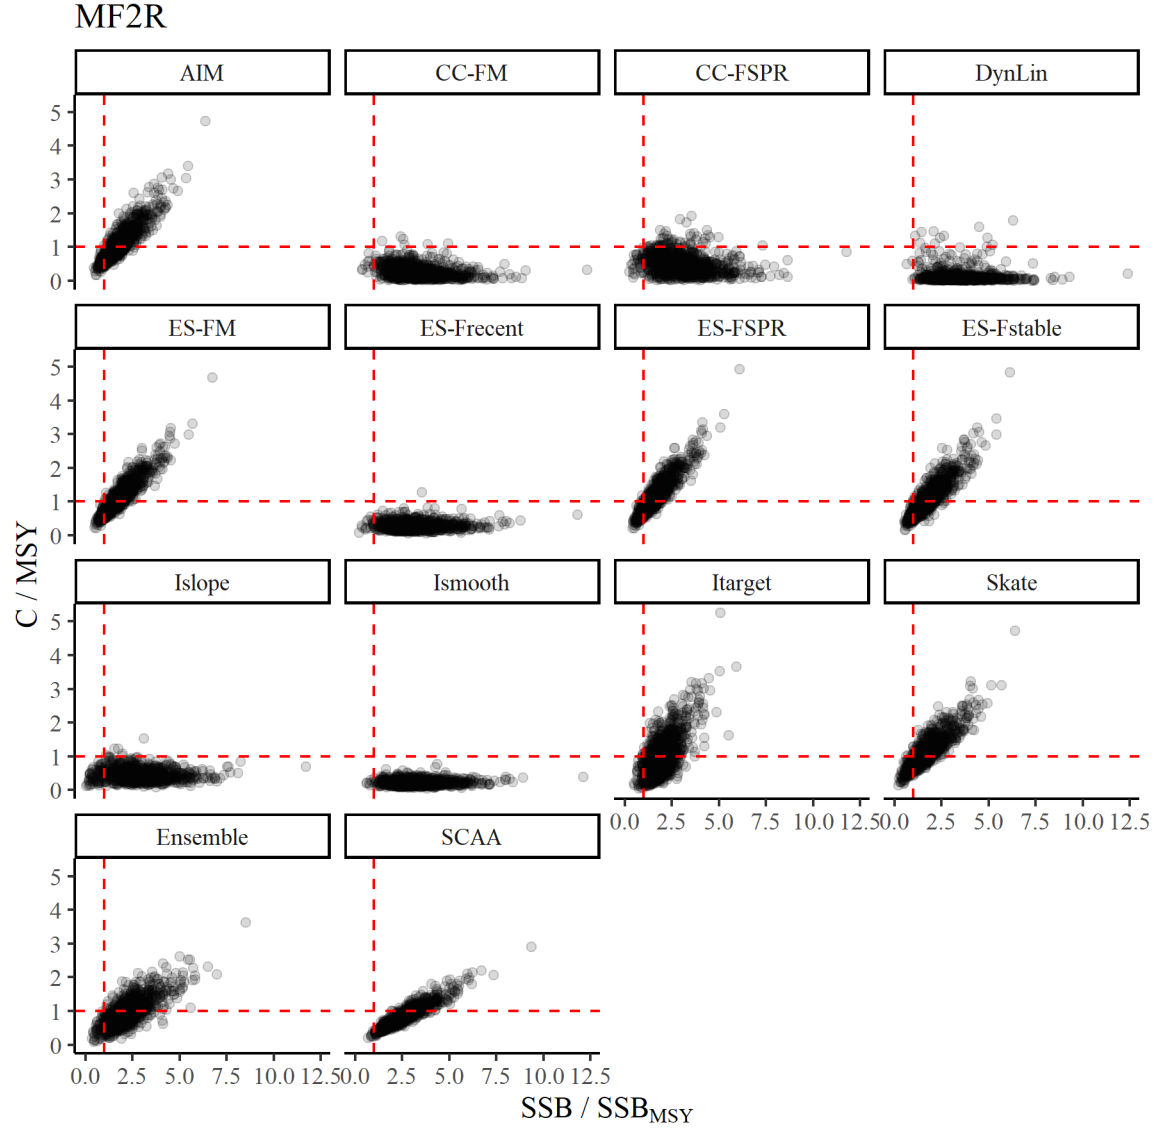 MF2R
AIM CC-FM CC-FSPR DynLin
5
4
3
2
1
0
ES-FM ES-Frecent ES-FSPR ES-Fstable
5
4
3
2
1
0
Islope Ismooth Itarget Skate
5
4
3
2
1
0
0.0 2.5 5.0 7.5 10.0 12.5 0.0 2.5 5.0 7.5 10.0 12.5
Ensemble SCAA
5
4
3
2
1
0
0.0 2.5 5.0 7.5 10.0 12.5 0.0 2.5 5.0 7.5 10.0 12.5
C / MSY
SSB / SSBMSY